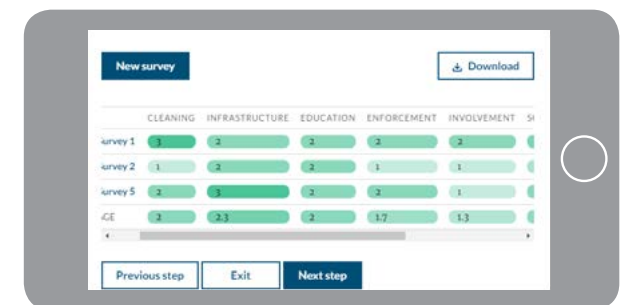 New survey Download
CLEANING INFRASTRUCTURE EDUCATION ENFORCEMENT INVOLVEMENT
urvey 1 3 2 2 2 2
urvey 2 1 2 2 1 1
urvey 5 2 3 2 2 1
GE 2 2.3 2 1.7 1.3
Previous step Exit Next step